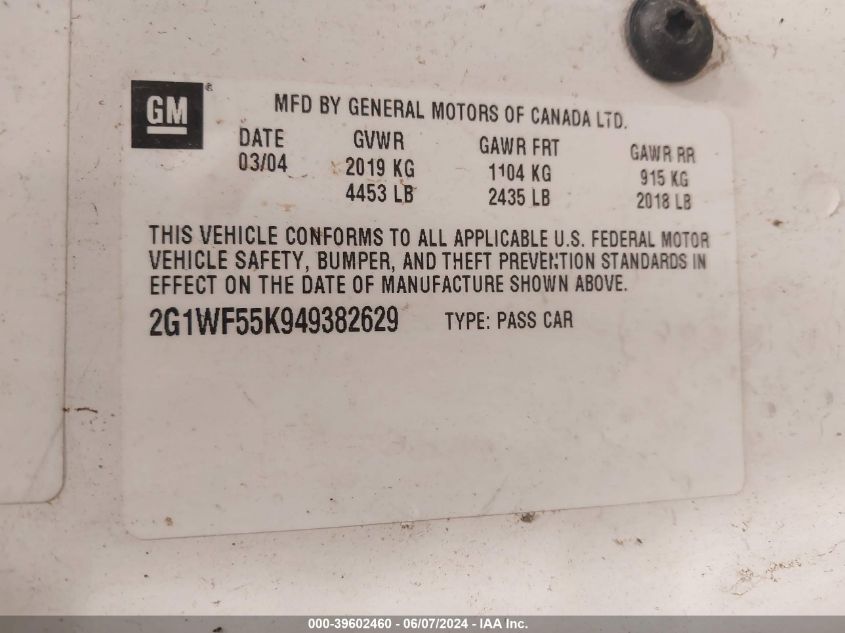 GM®
MFD BY GENERAL MOTORS OF CANADA LTD.
DATE GVWR GAWR FRT GAWR RR
03/04 2019 KG 1104 KG 915 KG
4453 LB 2435 LB 2018 LB
THIS VEHICLE CONFORMS TO ALL APPLICABLE U.S. FEDERAL MOTOR
VEHICLE SAFETY, BUMPER, AND THEFT PREVENTION STANDARDS IN
EFFECT ON THE DATE OF MANUFACTURE SHOWN ABOVE.
2G1WF55K949382629 TYPE: PASS CAR
000-39602460 - 06/07/2024 - IAA Inc.